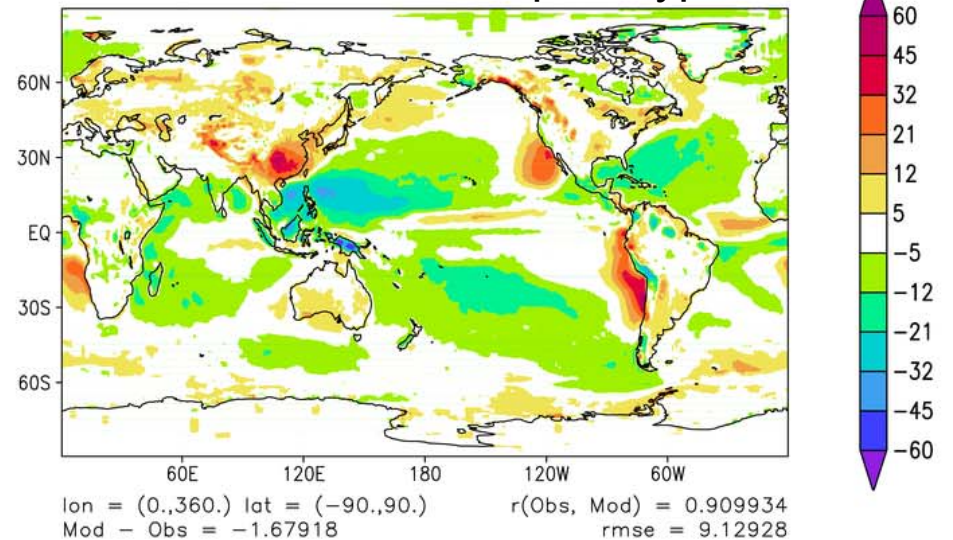 60N
30N
EQ
30S
60S
60E 120E 180 120W 60W
60
45
32
21
12
5
−5
−12
−21
−32
−45
−60
lon = (0.,360.) lat = (−90.,90.) r(Obs, Mod) = 0.909934
Mod − Obs = −1.67918 rmse = 9.12928